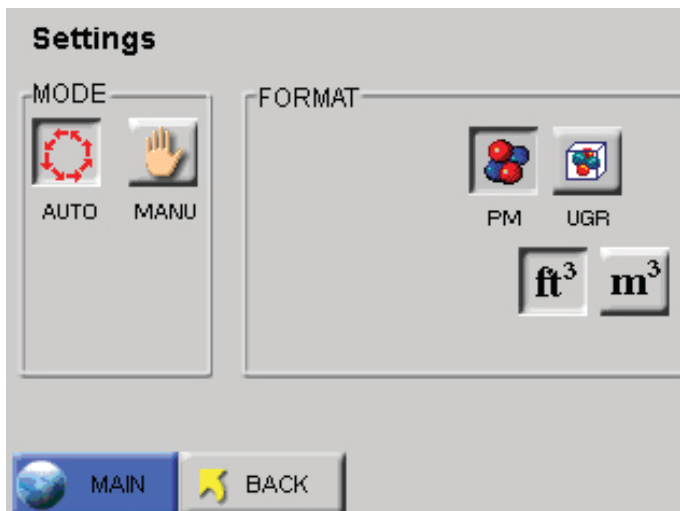 Settings
MODE
AUTO
MANU
FORMAT
PM
UGR
ft³
m³
MAIN
BACK